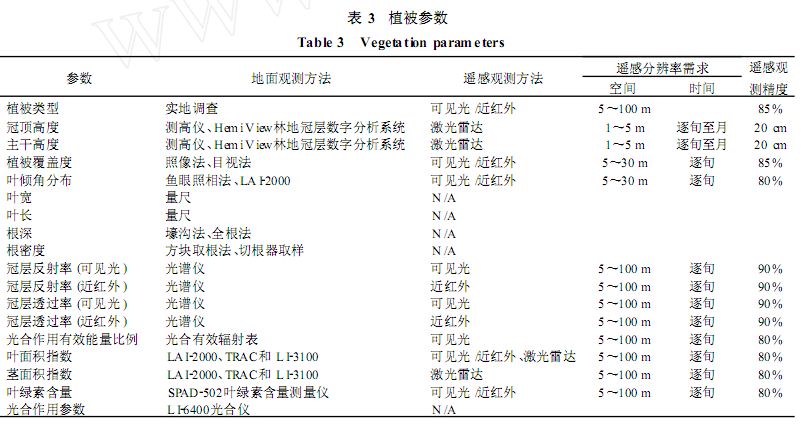 表 3 植被参数
Table 3 Vegetation parameters
参数 地面观测方法 遥感观测方法 遥感分辨率需求 遥感观测精度
空间 时间
植被类型 实地调查 可见光 /近红外 5～100 m 85%
冠顶高度 测高仪、HemiView林地冠层数字分析系统 激光雷达 1～5 m 逐旬至月 20 cm
主干高度 测高仪、HemiView林地冠层数字分析系统 激光雷达 1～5 m 逐旬至月 20 cm
植被覆盖度 照像法、目视法 可见光 /近红外 5～30 m 逐旬 85%
叶倾角分布 鱼眼照相法、LAI-2000 可见光 /近红外 5～30 m 逐旬 80%
叶宽 量尺 N/A
叶长 量尺 N/A
根深 壕沟法、全根法 N/A
根密度 方块取根法、切根器取样 N/A
冠层反射率 (可见光) 光谱仪 可见光 5～100 m 逐旬 90%
冠层反射率 (近红外) 光谱仪 近红外 5～100 m 逐旬 90%
冠层透过率 (可见光) 光谱仪 可见光 5～100 m 逐旬 90%
冠层透过率 (近红外) 光谱仪 近红外 5～100 m 逐旬 90%
光合作用有效能量比例 光合有效辐射表 可见光 5～100 m 逐旬 80%
叶面积指数 LAI-2000、TRAC和 LI-3100 可见光 /近红外、激光雷达 5～100 m 逐旬 80%
茎面积指数 LAI-2000、TRAC和 LI-3100 激光雷达 5～100 m 逐旬 80%
叶绿素含量 SPAD-502叶绿素含量测量仪 可见光 /近红外 5～100 m 逐旬 80%
光合作用参数 LI-6400光合仪 N/A